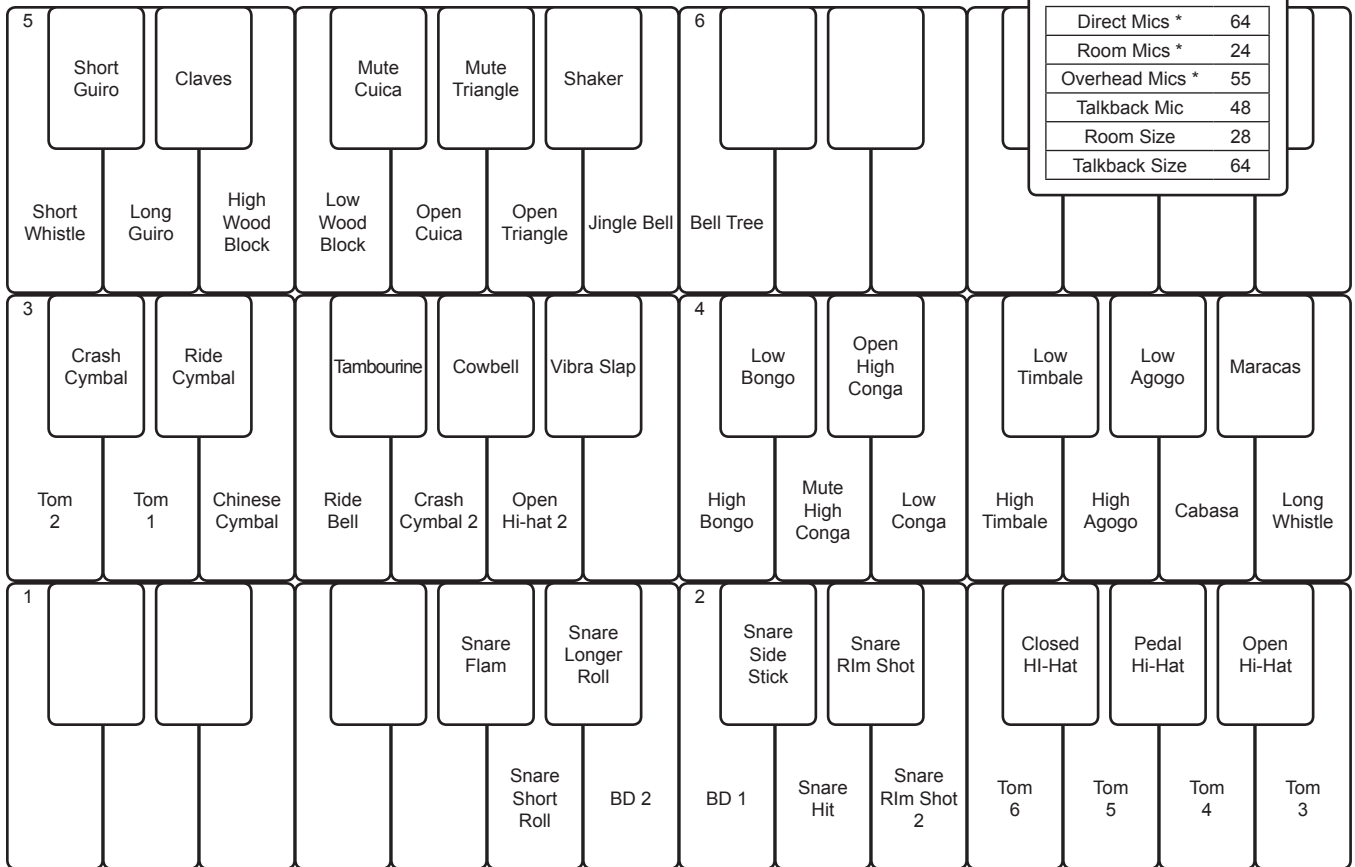 5
Short
Guiro
Claves
Mute
Cuica
Mute
Triangle
Shaker
Short
Whistle
Long
Guiro
High
Wood
Block
Low
Wood
Block
Open
Cuica
Open
Triangle
Jingle Bell
6
Bell Tree
Direct Mics * 64
Room Mics * 24
Overhead Mics * 55
Talkback Mic 48
Room Size 28
Talkback Size 64
3
Crash
Cymbal
Ride
Cymbal
Tambourine
Cowbell
Vibra Slap
Tom
2
Tom
1
Chinese
Cymbal
Ride
Bell
Crash
Cymbal 2
Open
Hi-hat 2
4
Low
Bongo
Open
High
Conga
Low
Timbale
Low
Agogo
Maracas
High
Bongo
Mute
High
Conga
Low
Conga
High
Timbale
High
Agogo
Cabasa
Long
Whistle
1
Snare
Flam
Snare
Longer
Roll
Snare
Short
Roll
BD 2
2
Snare
Side
Stick
Snare
RIm Shot
Closed
HI-Hat
Pedal
Hi-Hat
Open
Hi-Hat
BD 1
Snare
Hit
Snare
RIm Shot
2
Tom
6
Tom
5
Tom
4
Tom
3